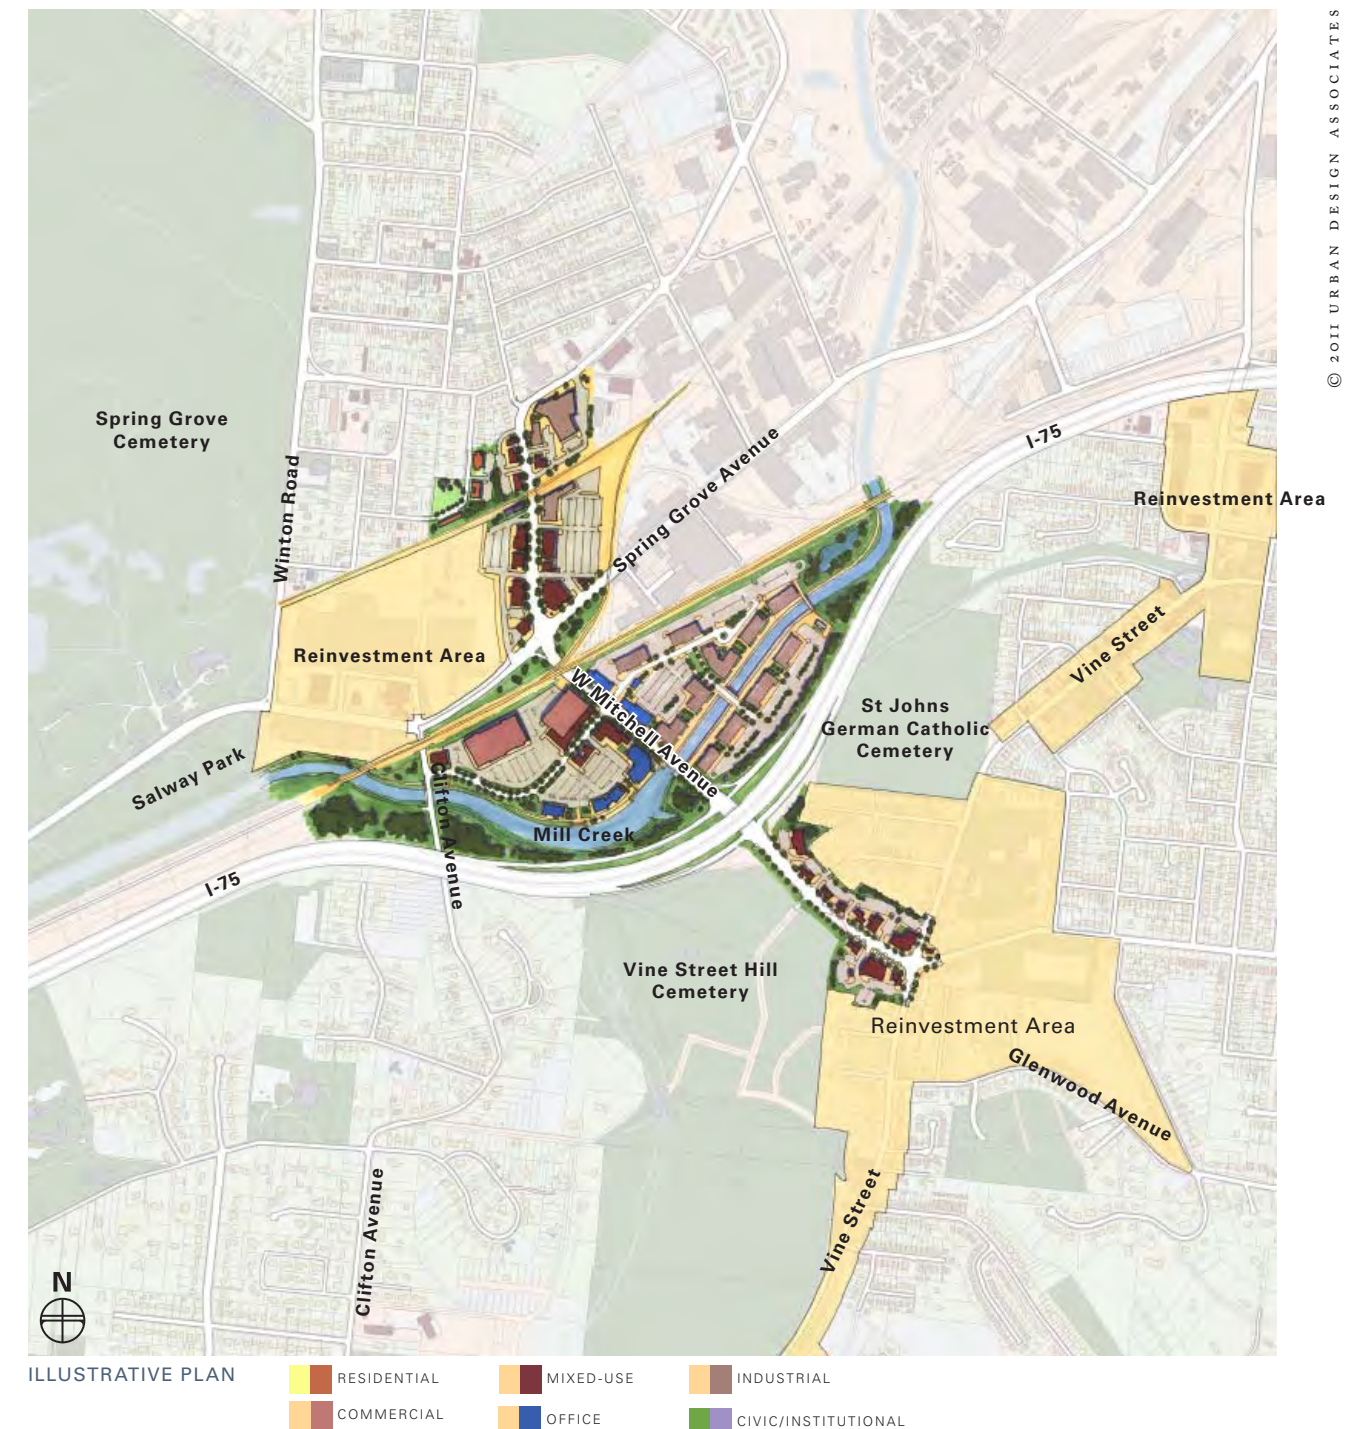 © 2011 URBAN DESIGN ASSOCIATES
Spring Grove
Cemetery
Winton Road
Spring Grove Avenue
I-75
Reinvestment Area
Vine Street
Reinvestment Area
W Mitchell Avenue
St Johns
German Catholic
Cemetery
Salway Park
Clifton Avenue
Mill Creek
I-75
Vine Street Hill
Cemetery
Reinvestment Area
Glenwood Avenue
Vine Street
Clifton Avenue
N
ILLUSTRATIVE PLAN
RESIDENTIAL
MIXED-USE
INDUSTRIAL
COMMERCIAL
OFFICE
CIVIC/INSTITUTIONAL